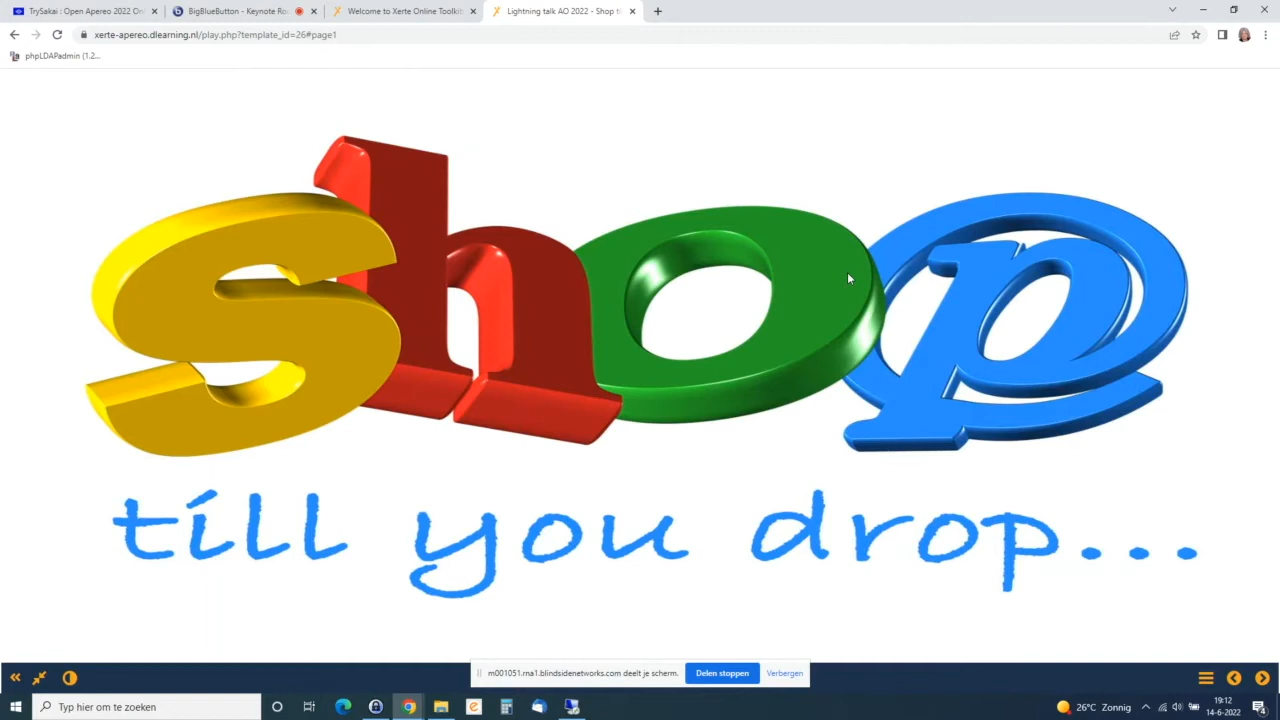 TrySakai : Open Apereo 2022 On
BigBlueButton - Keynote Ro
Welcome to Xerte Online Toolki
Lightning talk AO 2022 - Shop t
xerte-apereo.dlearning.nl/play.php?template_id=26#page1
phpLDAPadmin (1.2...
shop
till you drop...
m001051.rna1.blindsidenetworks.com deelt je scherm.
Delen stoppen
Verbergen
Typ hier om te zoeken
26°C Zonnig
19:12
14-6-2022
4